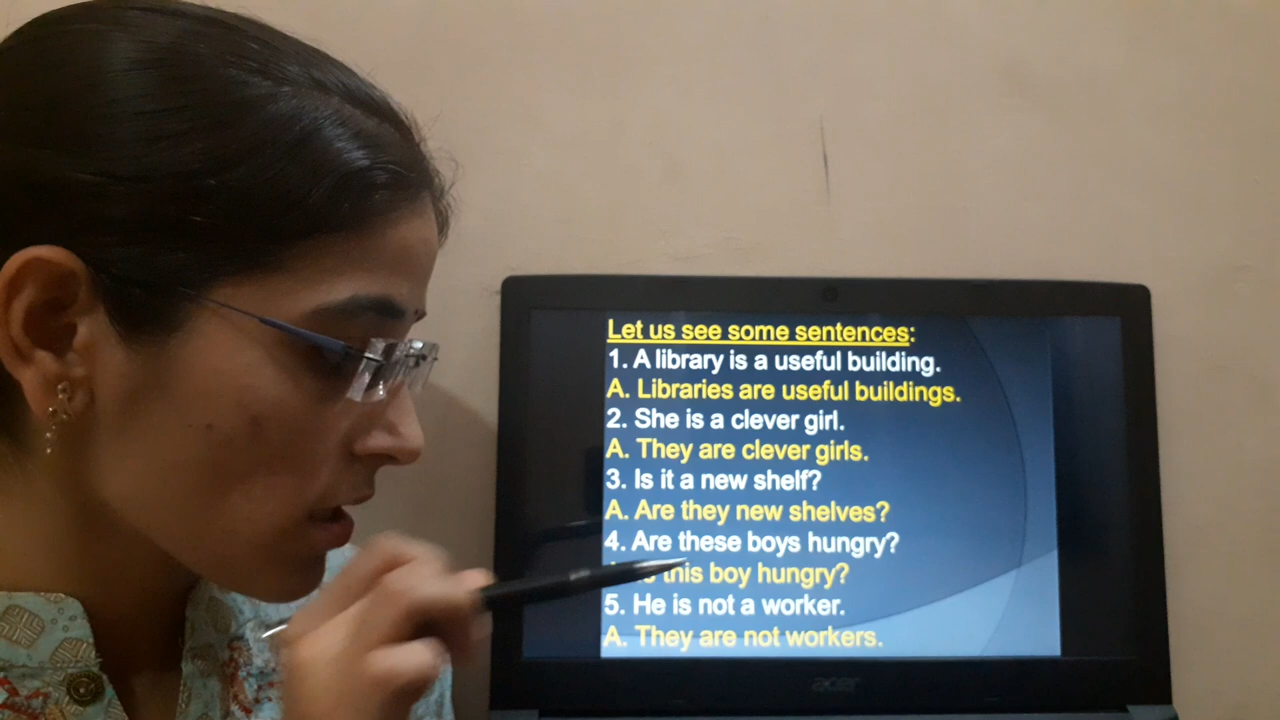 Let us see some sentences:
1. A library is a useful building.
A. Libraries are useful buildings.
2. She is a clever girl.
A. They are clever girls.
3. Is it a new shelf?
A. Are they new shelves?
4. Are these boys hungry?
this boy hungry?
5. He is not a worker.
A. They are not workers.
acer